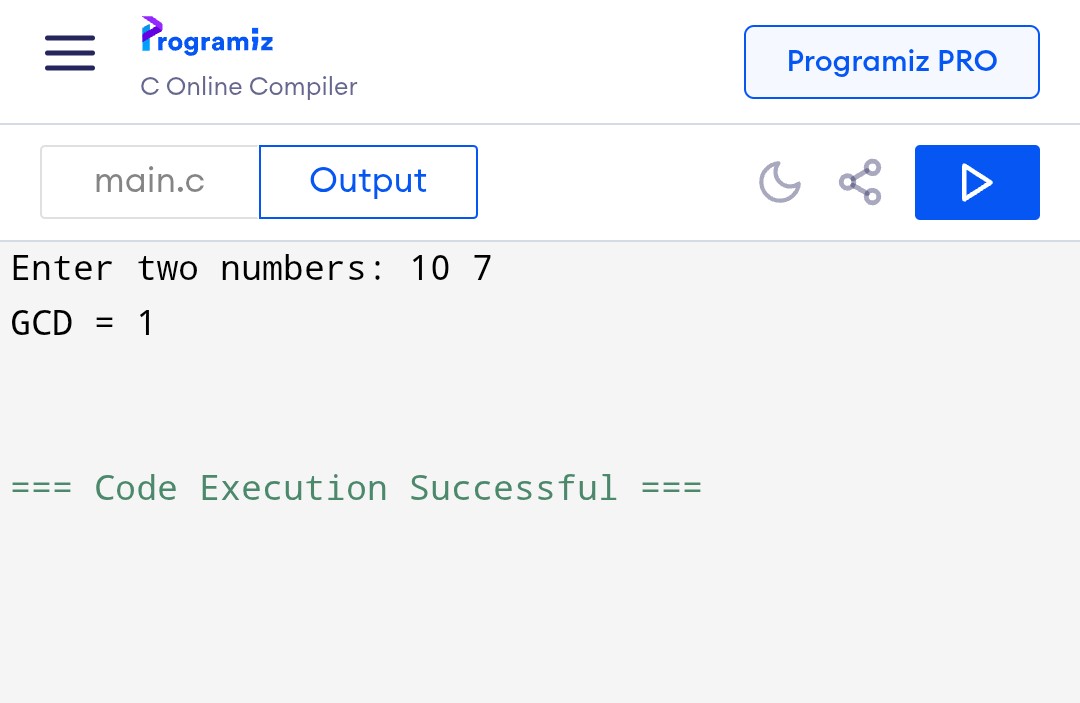 Programiz
C Online Compiler
Programiz PRO
main.c
Output
Enter two numbers: 10 7
GCD = 1
=== Code Execution Successful ===